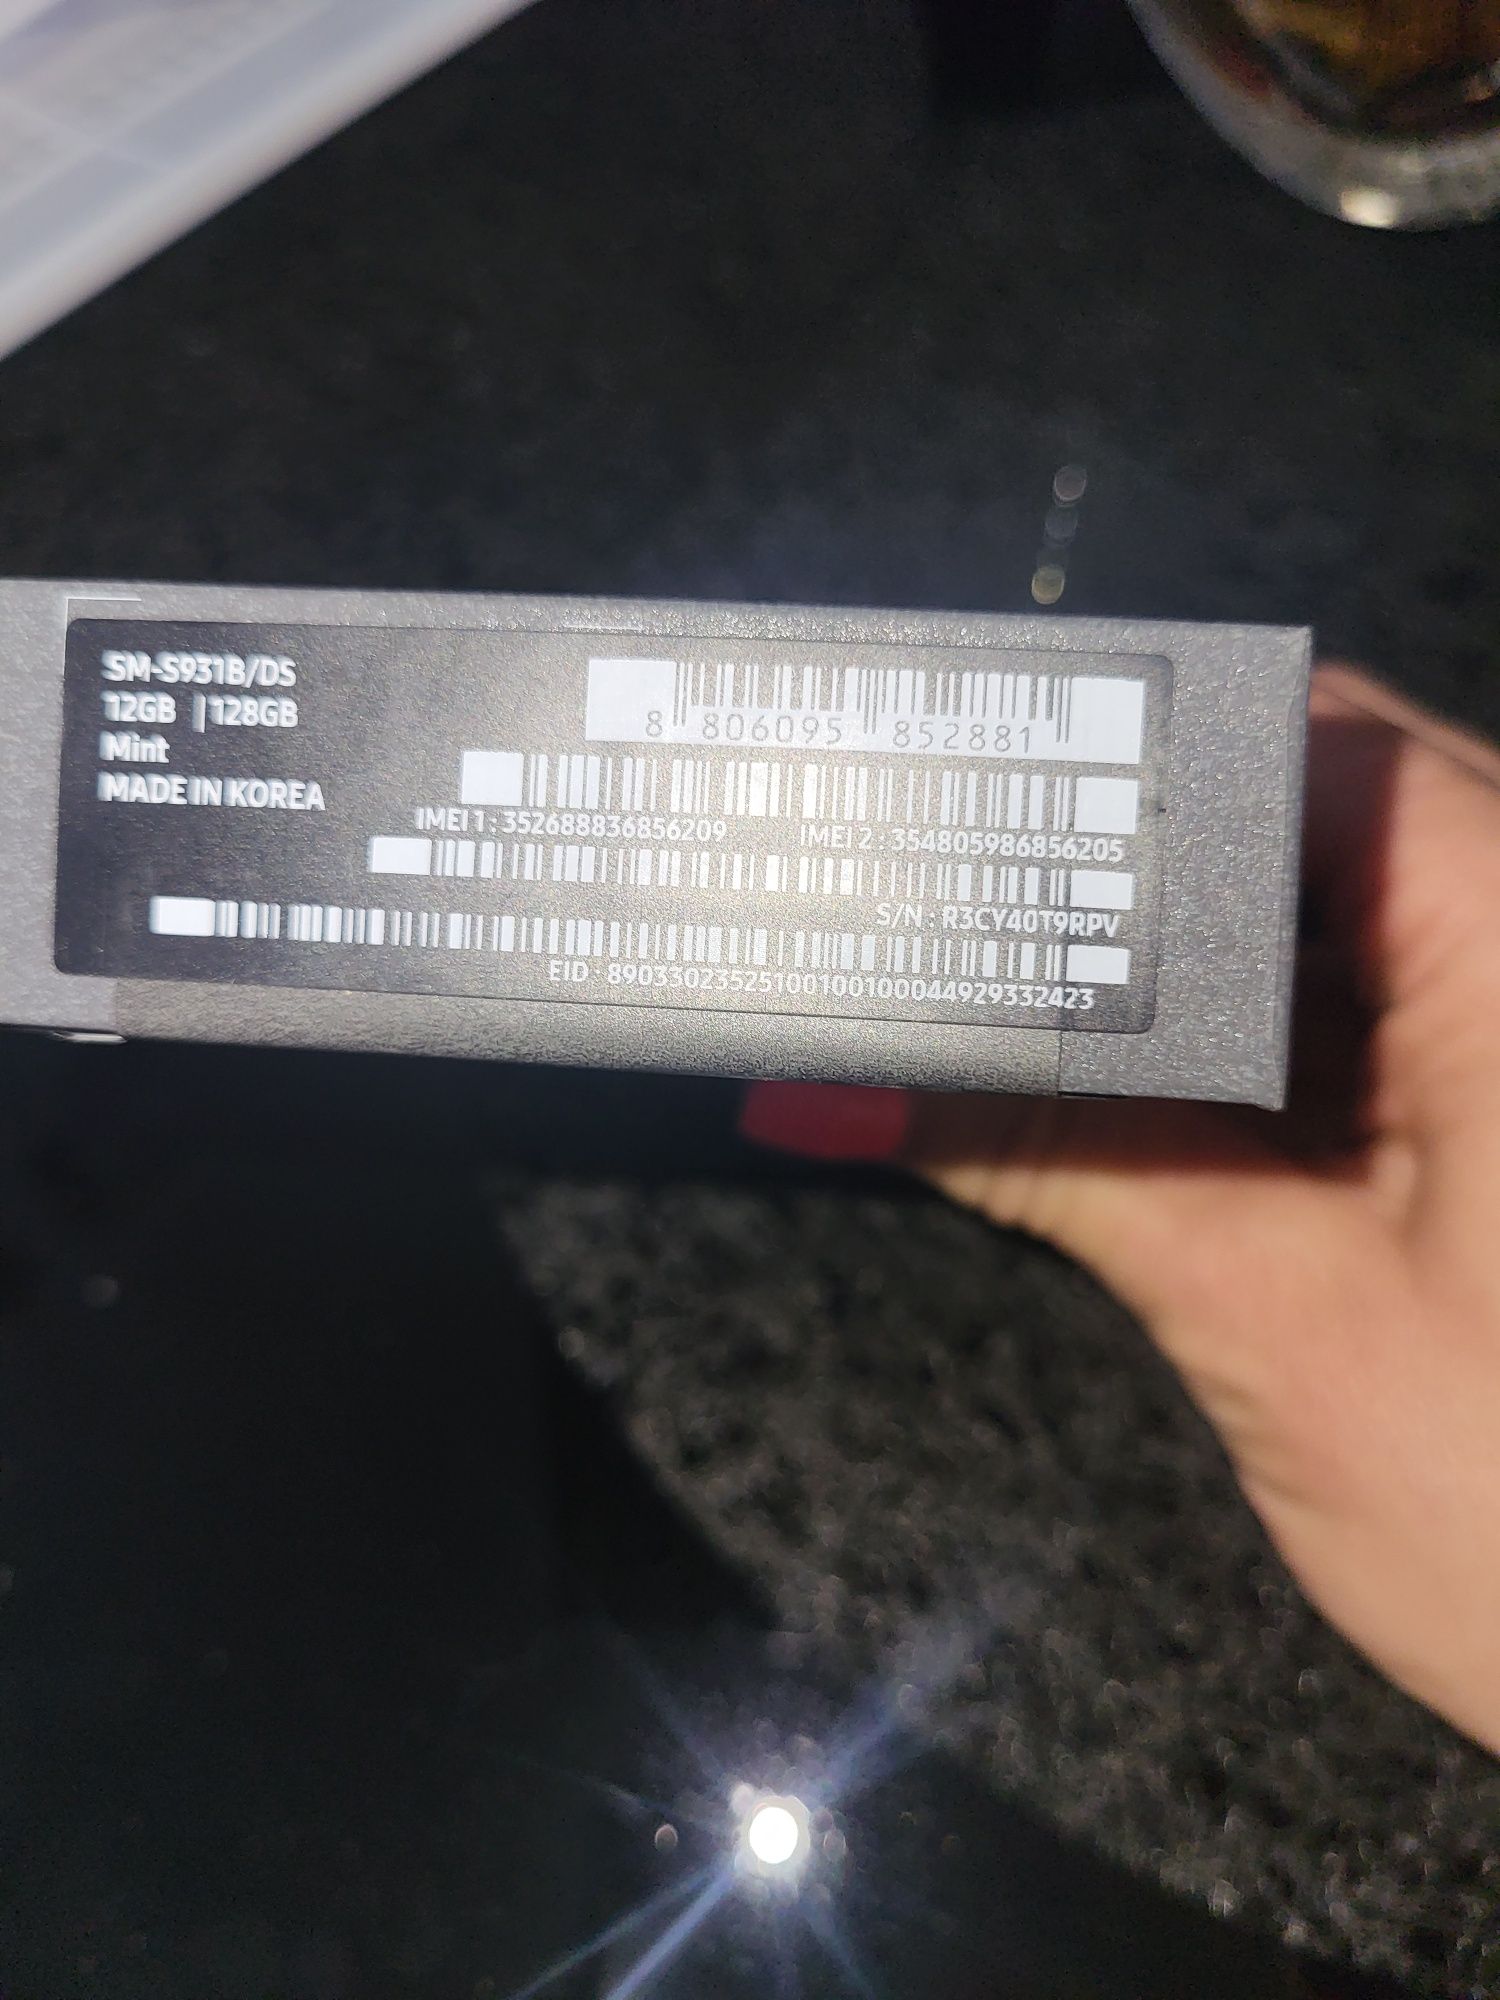 SM-S931B/DS
12GB | 128GB
Mint
MADE IN KOREA
8 806095 852881
IMEI 1 : 352688836856209 IMEI 2 : 354805986856205
S/N : R3CY40T9RPV
EID : 89033023525100100100044929332423